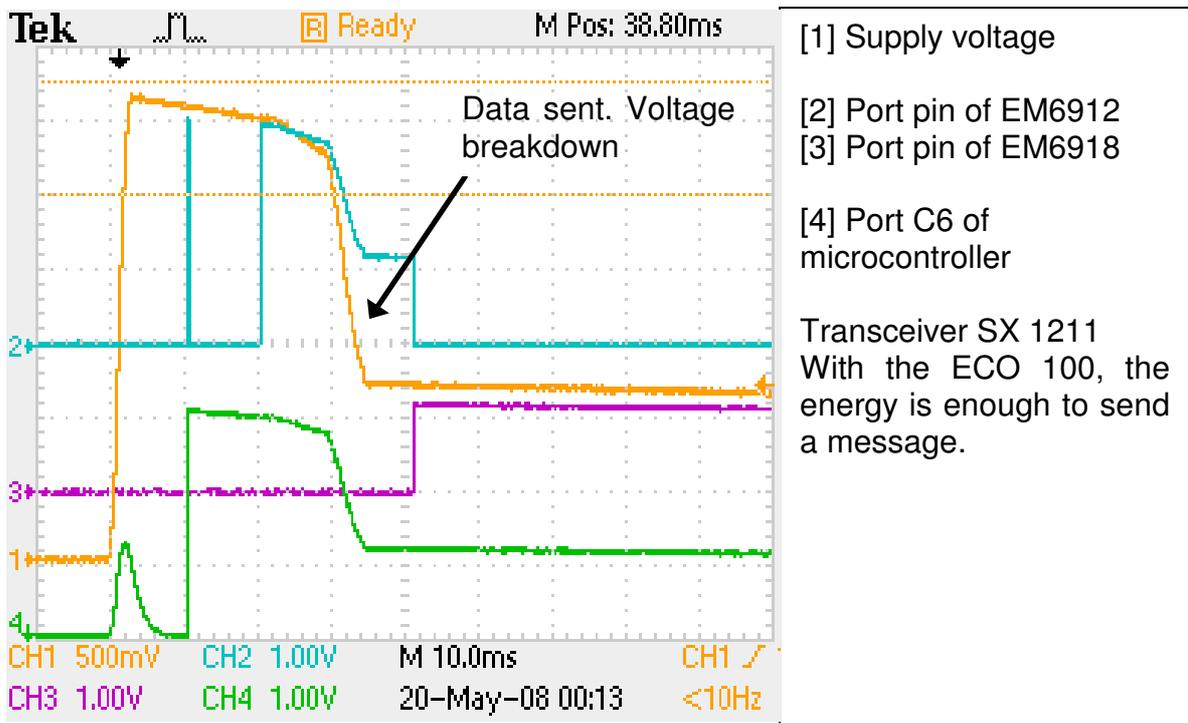 Tek
R Ready
M Pos: 38.80ms
Data sent. Voltage
breakdown
2
3
1
4
CH1 500mV
CH2 1.00V
M 10.0ms
CH1
CH3 1.00V
CH4 1.00V
20-May-08 00:13
<10Hz
[1] Supply voltage
[2] Port pin of EM6912
[3] Port pin of EM6918
[4] Port C6 of
microcontroller
Transceiver SX 1211
With the ECO 100, the
energy is enough to send
a message.